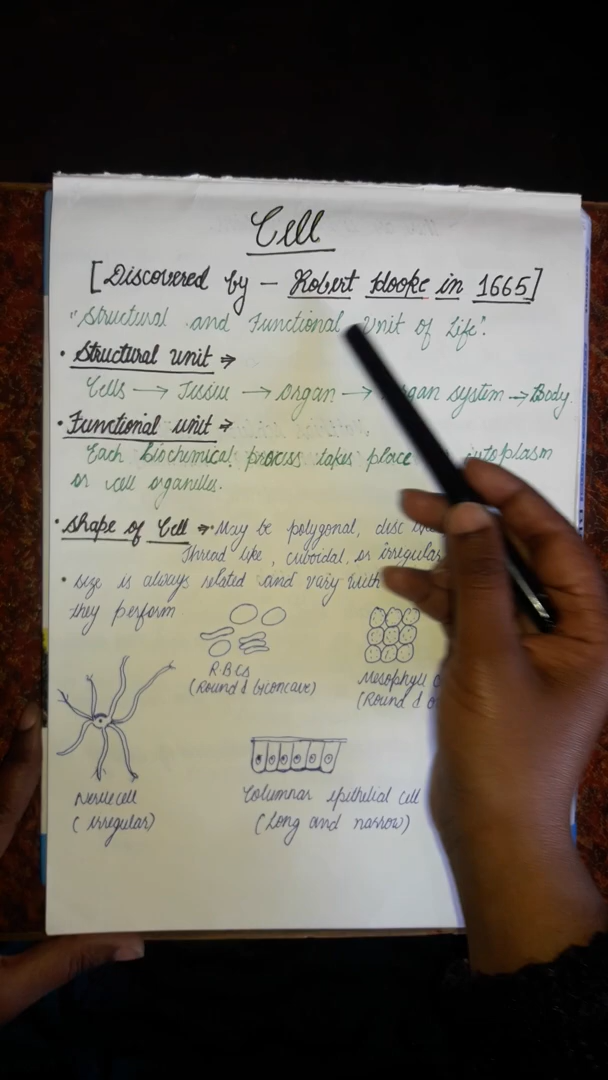 Cell
[Discovered by - Robert Hooke in 1665]
"Structural and Functional Unit of Life".
• Structural unit ⇒
Cells → Tissue → Organ → Organ system → Body.
• Functional unit ⇒
Each biochemical process takes place
or cell organelles.
• Shape of Cell ⇒ May be polygonal, disc
Thread like, cuboidal, or irregular
• size is always related and vary with
they perform
R.B.Cs
(Round & biconcave)
Mesophyll
(Round &
Nerve cell
(irregular)
Columnar epithelial cell
(Long and narrow)